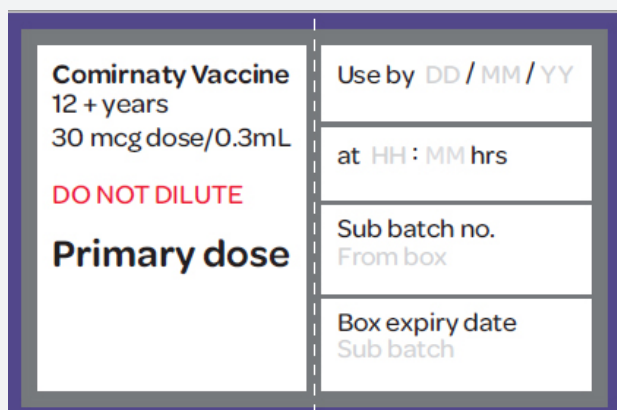 Comirnaty Vaccine
12 + years
30 mcg dose/0.3mL
DO NOT DILUTE
Primary dose
Use by DD / MM / YY
at HH : MM hrs
Sub batch no.
From box
Box expiry date
Sub batch